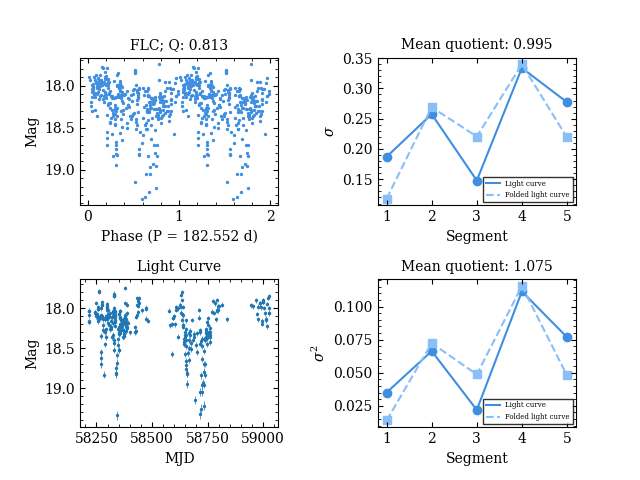 FLC; Q: 0.813
Mag
18.0
18.5
19.0
0
1
2
Phase (P = 182.552 d)
Mean quotient: 0.995
σ
0.35
0.30
0.25
0.20
0.15
Light curve
Folded light curve
1
2
3
4
5
Segment
Light Curve
Mag
18.0
18.5
19.0
58250
58500
58750
59000
MJD
Mean quotient: 1.075
σ²
0.100
0.075
0.050
0.025
Light curve
Folded light curve
1
2
3
4
5
Segment